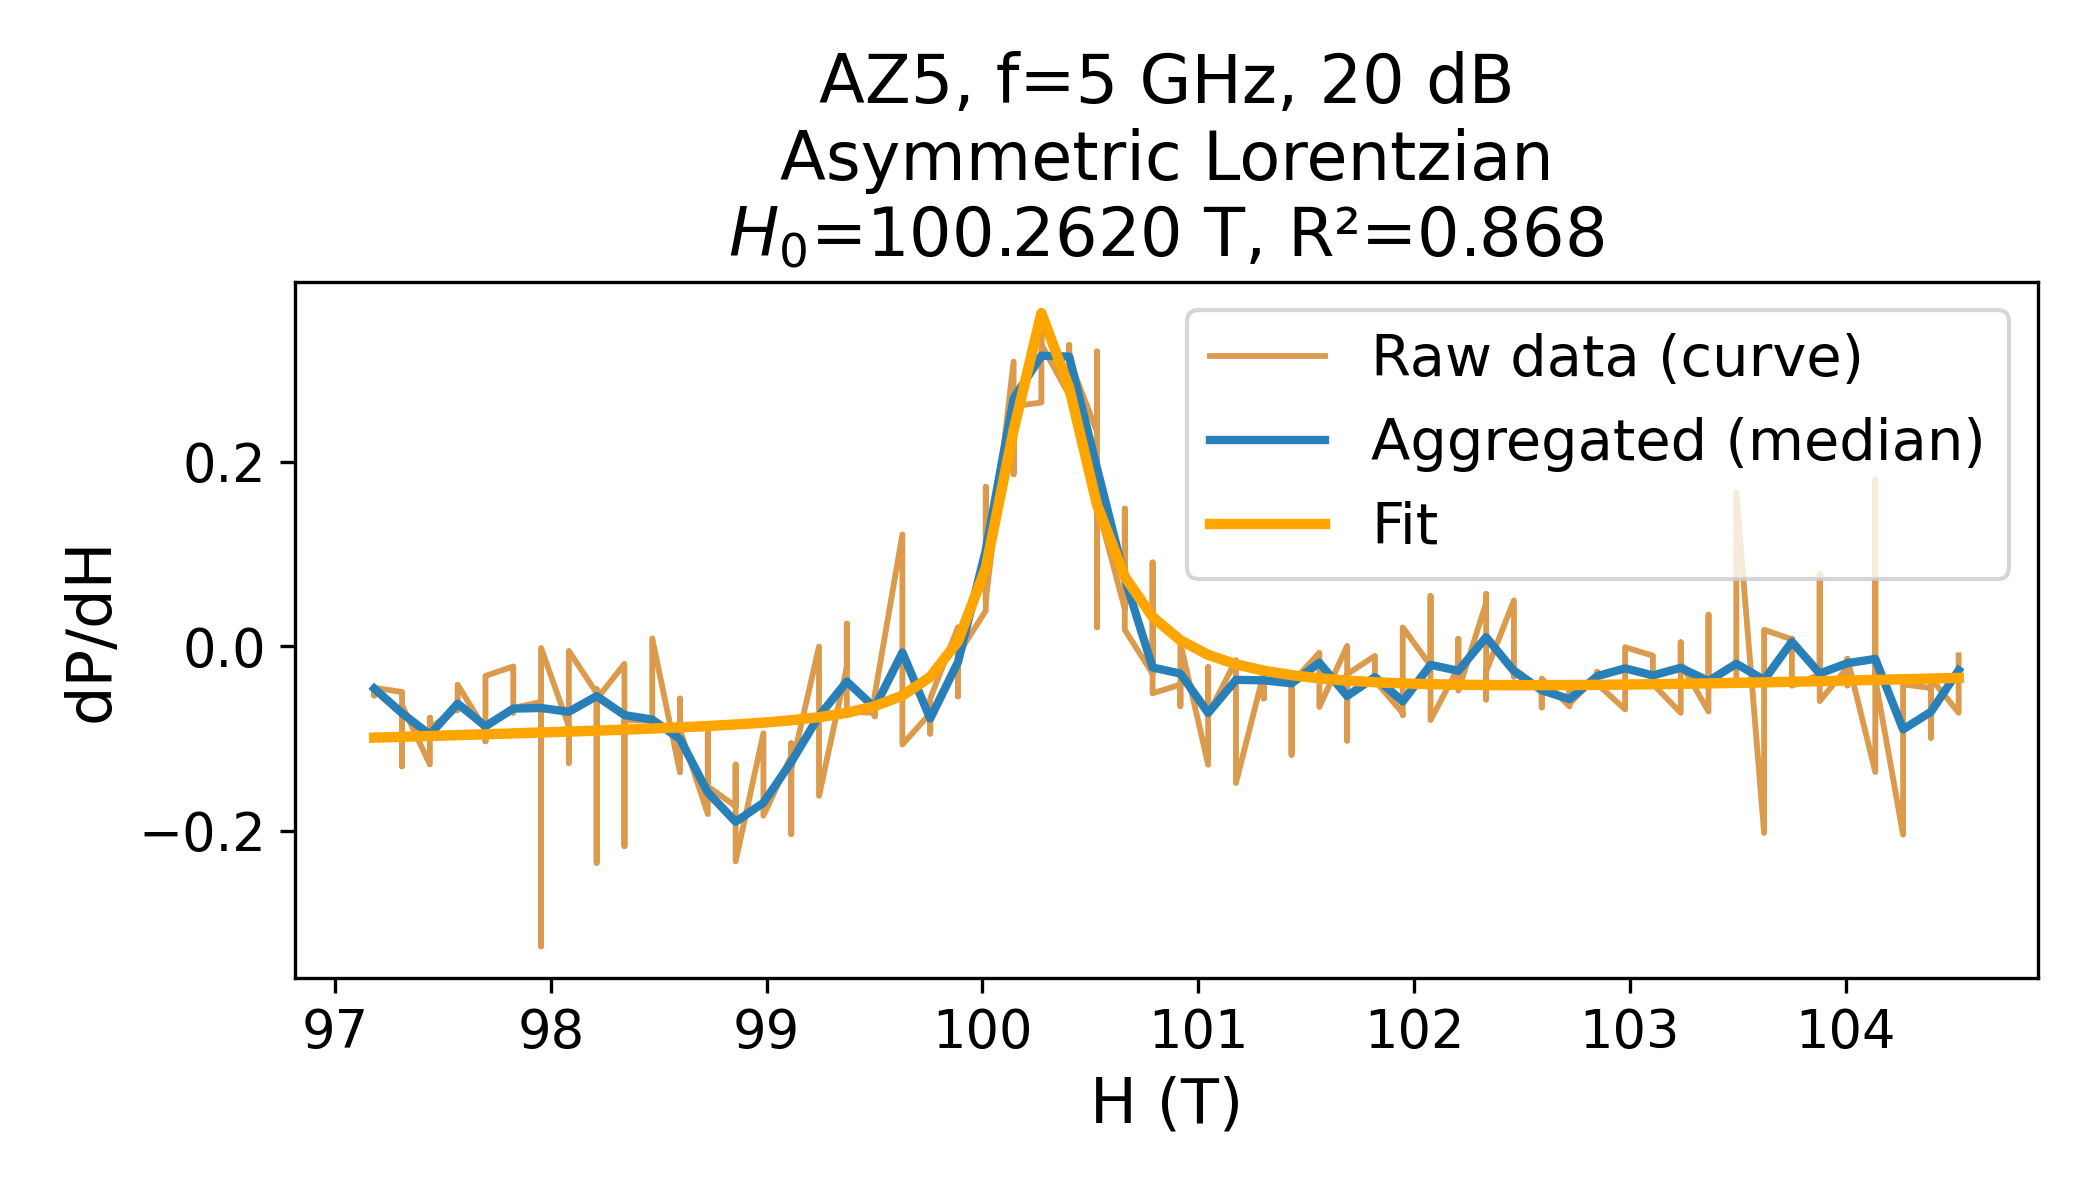 AZ5, f=5 GHz, 20 dB
Asymmetric Lorentzian
H₀=100.2620 T, R²=0.868
Raw data (curve)
Aggregated (median)
Fit
dP/dH
0.2
0.0
−0.2
97 98 99 100 101 102 103 104
H (T)